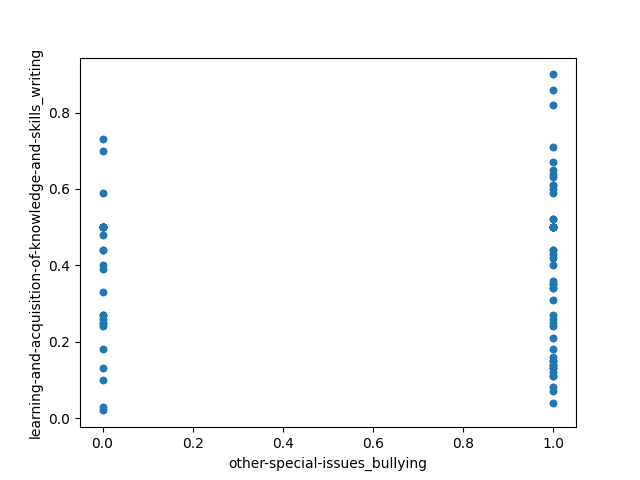 learning-and-acquisition-of-knowledge-and-skills_writing
0.8
0.6
0.4
0.2
0.0
0.0 0.2 0.4 0.6 0.8 1.0
other-special-issues_bullying